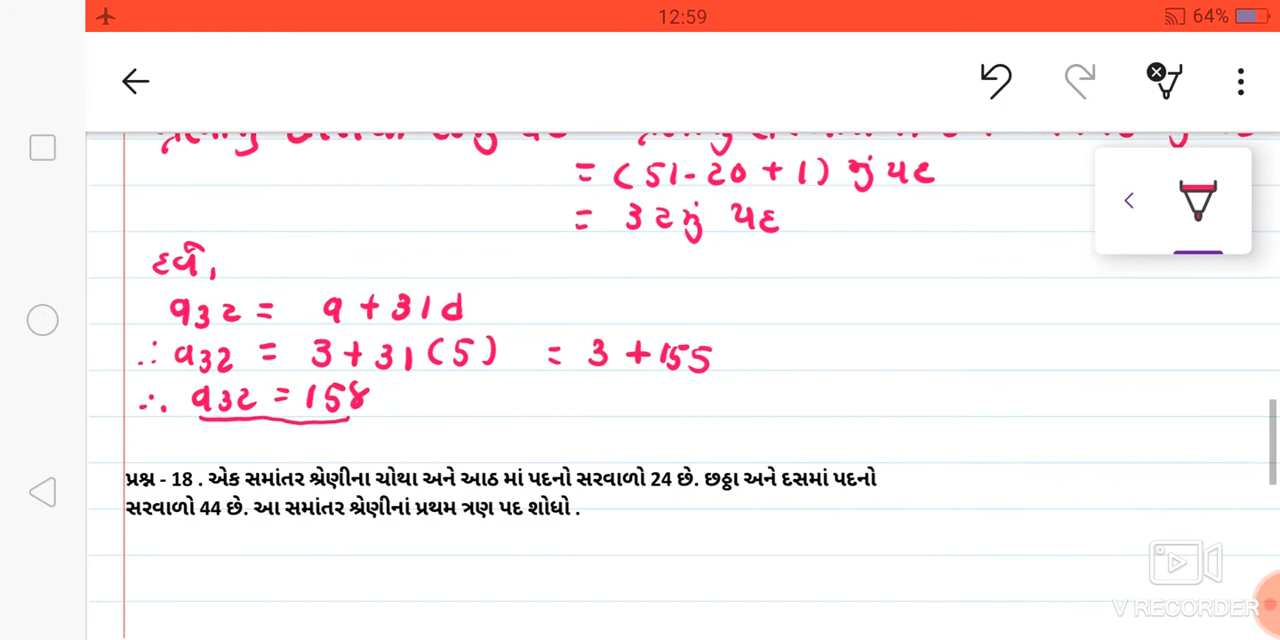 12:59
64%
= (51 - 20 + 1) મું પદ
= 32 મું પદ
હવે,
a32 = a + 31d
∴ a32 = 3 + 31 (5) = 3 + 155
∴ a32 = 158
પ્રશ્ન - 18 . એક સમાંતર શ્રેણીના ચોથા અને આઠ માં પદનો સરવાળો 24 છે. છઠ્ઠા અને દસમાં પદનો
સરવાળો 44 છે. આ સમાંતર શ્રેણીનાં પ્રથમ ત્રણ પદ શોધો .
V RECORDER